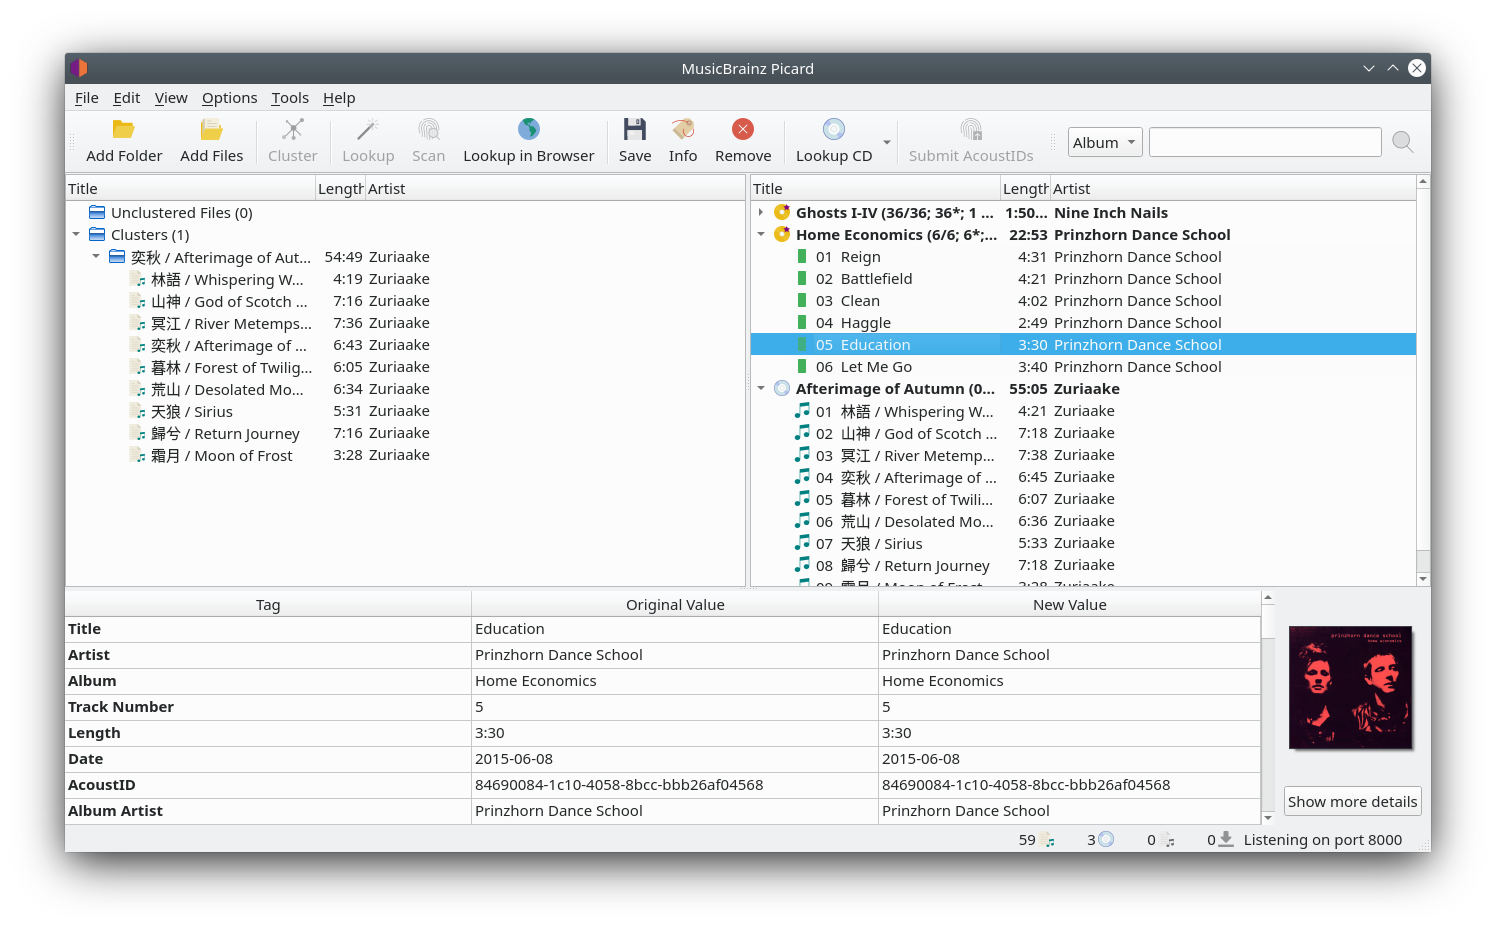 MusicBrainz Picard
File Edit View Options Tools Help
Add Folder Add Files Cluster Lookup Scan Lookup in Browser Save Info Remove Lookup CD Submit AcoustIDs Album
Title Length Artist
Unclustered Files (0)
Clusters (1)
奕秋 / Afterimage of Aut... 54:49 Zuriaake
林語 / Whispering W... 4:19 Zuriaake
山神 / God of Scotch ... 7:16 Zuriaake
冥江 / River Metemps... 7:36 Zuriaake
奕秋 / Afterimage of ... 6:43 Zuriaake
暮林 / Forest of Twilig... 6:05 Zuriaake
荒山 / Desolated Mo... 6:34 Zuriaake
天狼 / Sirius 5:31 Zuriaake
歸兮 / Return Journey 7:16 Zuriaake
霜月 / Moon of Frost 3:28 Zuriaake
Title Length Artist
Ghosts I-IV (36/36; 36*; 1 ... 1:50... Nine Inch Nails
Home Economics (6/6; 6*;... 22:53 Prinzhorn Dance School
01 Reign 4:31 Prinzhorn Dance School
02 Battlefield 4:21 Prinzhorn Dance School
03 Clean 4:02 Prinzhorn Dance School
04 Haggle 2:49 Prinzhorn Dance School
05 Education 3:30 Prinzhorn Dance School
06 Let Me Go 3:40 Prinzhorn Dance School
Afterimage of Autumn (0... 55:05 Zuriaake
01 林語 / Whispering W... 4:21 Zuriaake
02 山神 / God of Scotch ... 7:18 Zuriaake
03 冥江 / River Metemp... 7:38 Zuriaake
04 奕秋 / Afterimage of ... 6:45 Zuriaake
05 暮林 / Forest of Twili... 6:07 Zuriaake
06 荒山 / Desolated Mo... 6:36 Zuriaake
07 天狼 / Sirius 5:33 Zuriaake
08 歸兮 / Return Journey 7:18 Zuriaake
09 霜月 / Moon of Frost 3:28 Zuriaake
Tag Original Value New Value
Title Education Education
Artist Prinzhorn Dance School Prinzhorn Dance School
Album Home Economics Home Economics
Track Number 5 5
Length 3:30 3:30
Date 2015-06-08 2015-06-08
AcoustID 84690084-1c10-4058-8bcc-bbb26af04568 84690084-1c10-4058-8bcc-bbb26af04568
Album Artist Prinzhorn Dance School Prinzhorn Dance School
prinzhorn dance school
home economics
Show more details
59 3 0 0 Listening on port 8000